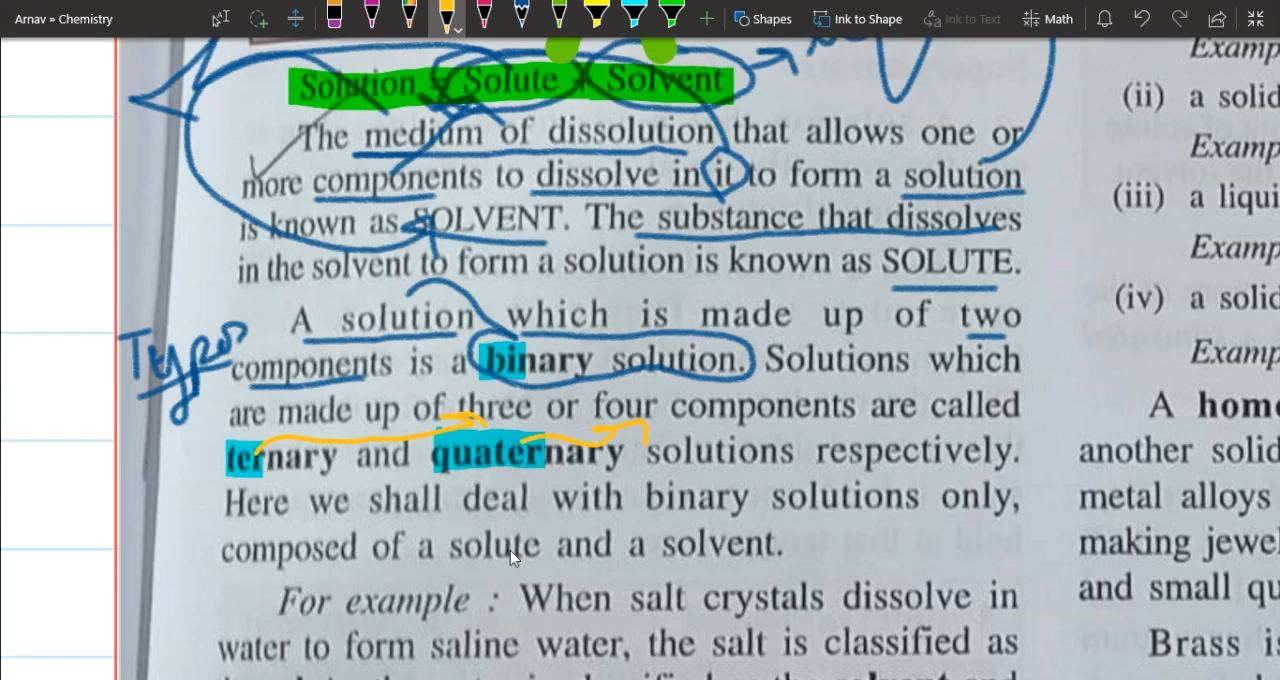 Arnav » Chemistry
Shapes
Ink to Shape
Ink to Text
Math
Solution = Solute + Solvent
The medium of dissolution that allows one or
more components to dissolve in it to form a solution
is known as SOLVENT. The substance that dissolves
in the solvent to form a solution is known as SOLUTE.
A solution which is made up of two
Types
components is a binary solution. Solutions which
are made up of three or four components are called
ternary and quaternary solutions respectively.
Here we shall deal with binary solutions only,
composed of a solute and a solvent.
For example : When salt crystals dissolve in
water to form saline water, the salt is classified as
Examp
(ii) a solid
Examp
(iii) a liqui
Examp
(iv) a solid
Examp
A homo
another solid
metal alloys
making jewel
and small qu
Brass is